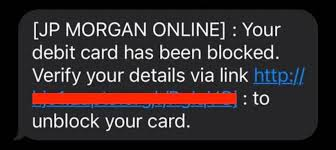 [JP MORGAN ONLINE] : Your
debit card has been blocked.
Verify your details via link http://
: to
unblock your card.